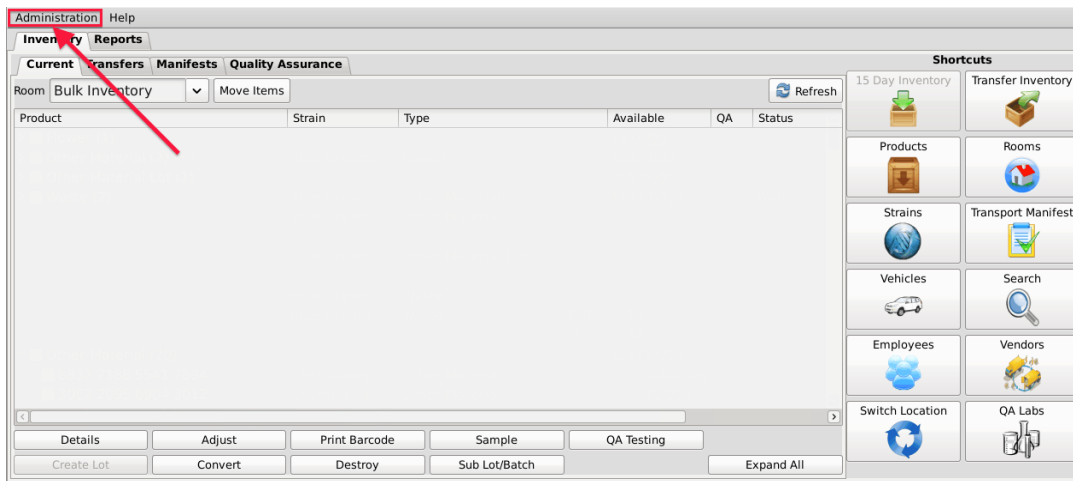 Administration Help
Inventory Reports
Current Transfers Manifests Quality Assurance
Room Bulk Inventory Move Items Refresh
Product Strain Type Available QA Status
Details Adjust Print Barcode Sample QA Testing
Create Lot Convert Destroy Sub Lot/Batch Expand All
Shortcuts
15 Day Inventory Transfer Inventory
Products Rooms
Strains Transport Manifest
Vehicles Search
Employees Vendors
Switch Location QA Labs